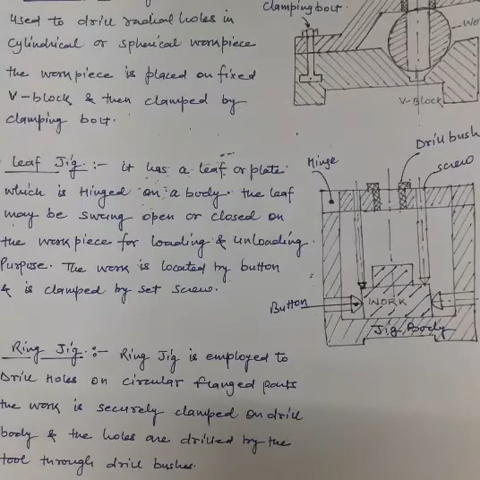 Used to drill radial holes in
Cylindrical or spherical workpiece
the workpiece is placed on fixed
V-block & then clamped by
clamping bolt.
Clamping bolt.
Wo
V-Block
Leaf Jig :- it has a leaf or plate
which is Hinged on a body. the leaf
may be swing open or closed on
the workpiece for loading & unloading
Purpose. The work is located by button
& is clamped by set screw.
Hinge
Drill bush
screw
Button
WORK
Jig Body
Ring Jig :- Ring Jig is employed to
Drill Holes on circular flanged parts
the work is securely clamped on drill
body & the holes are drilled by the
tool through drill bushes.